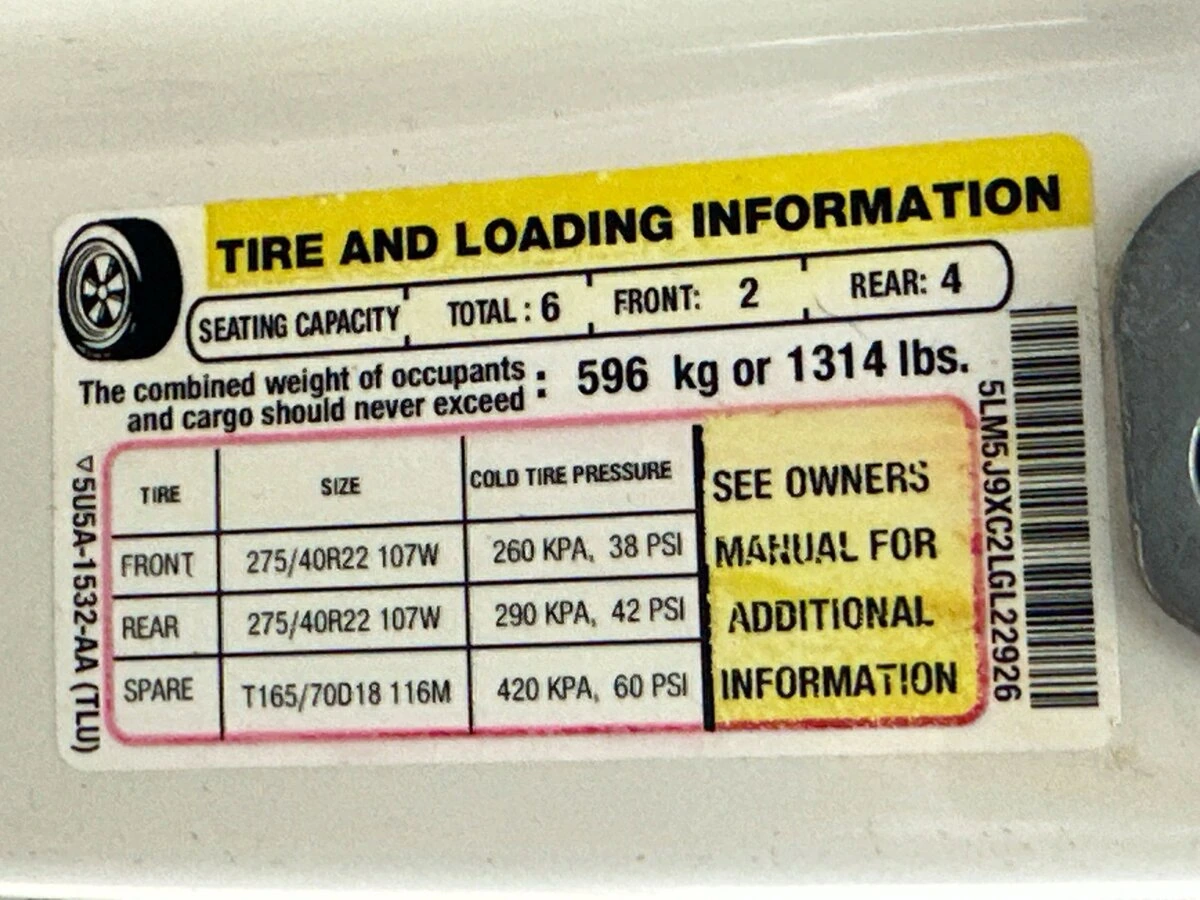 TIRE AND LOADING INFORMATION
SEATING CAPACITY TOTAL : 6 FRONT: 2 REAR: 4
The combined weight of occupants
and cargo should never exceed : 596 kg or 1314 lbs.
TIRE SIZE COLD TIRE PRESSURE
FRONT 275/40R22 107W 260 KPA, 38 PSI
REAR 275/40R22 107W 290 KPA, 42 PSI
SPARE T165/70D18 116M 420 KPA, 60 PSI
SEE OWNERS
MANUAL FOR
ADDITIONAL
INFORMATION
5U5A-1532-AA (TLU)
5LM5J9XC2LGL22926